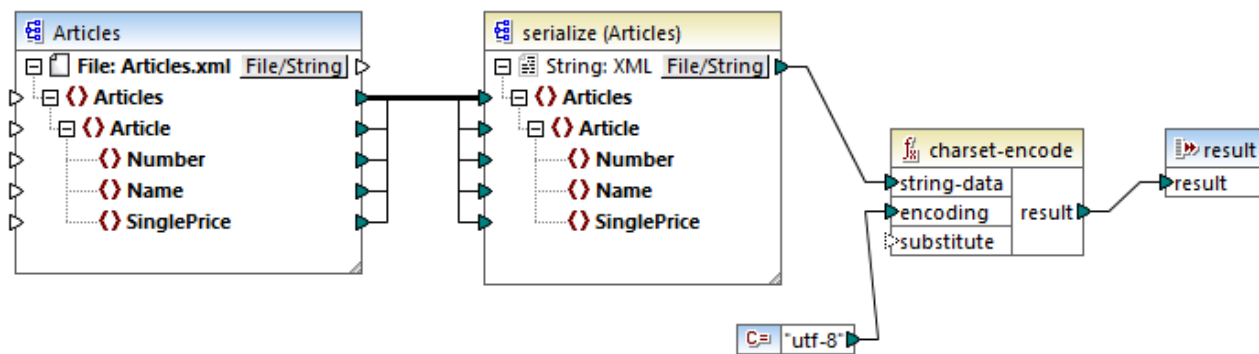 Articles
File: Articles.xml File/String
Articles
Article
Number
Name
SinglePrice
serialize (Articles)
String: XML File/String
Articles
Article
Number
Name
SinglePrice
charset-encode
string-data
encoding
substitute
result
result
result
C= "utf-8"